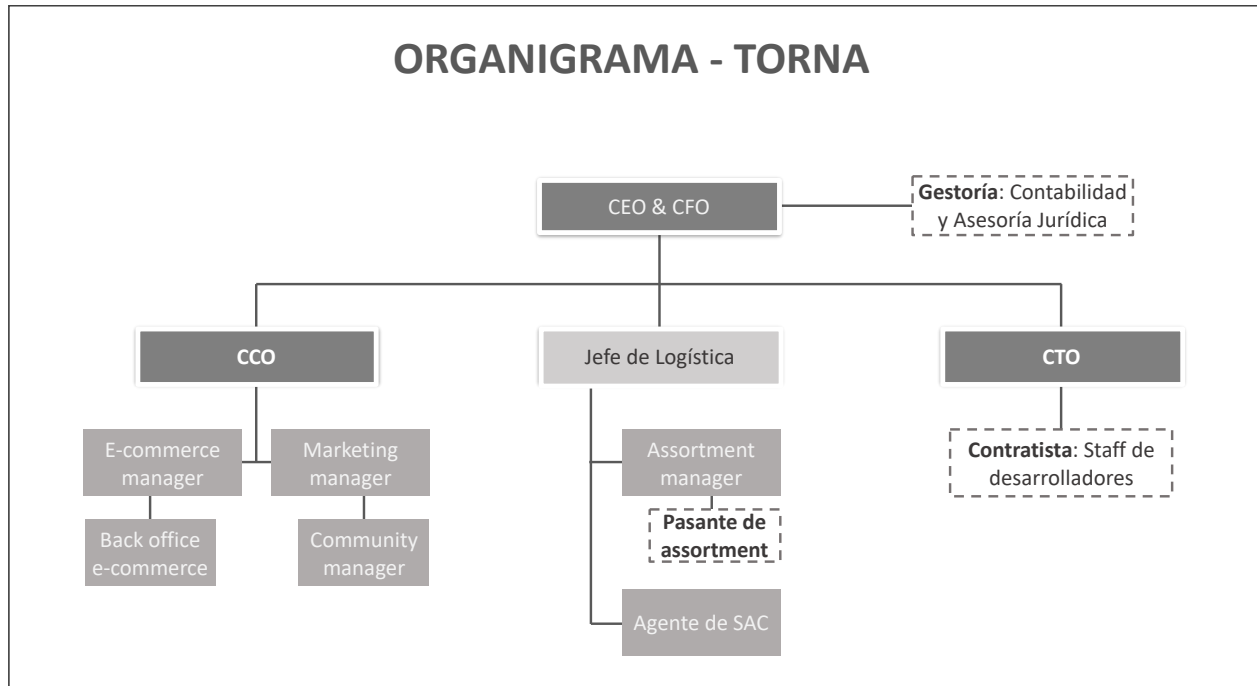 ORGANIGRAMA - TORNA
CEO & CFO
Gestoría: Contabilidad
y Asesoría Jurídica
CCO
Jefe de Logística
CTO
E-commerce
manager
Marketing
manager
Assortment
manager
Contratista: Staff de
desarrolladores
Back office
e-commerce
Community
manager
Pasante de
assortment
Agente de SAC